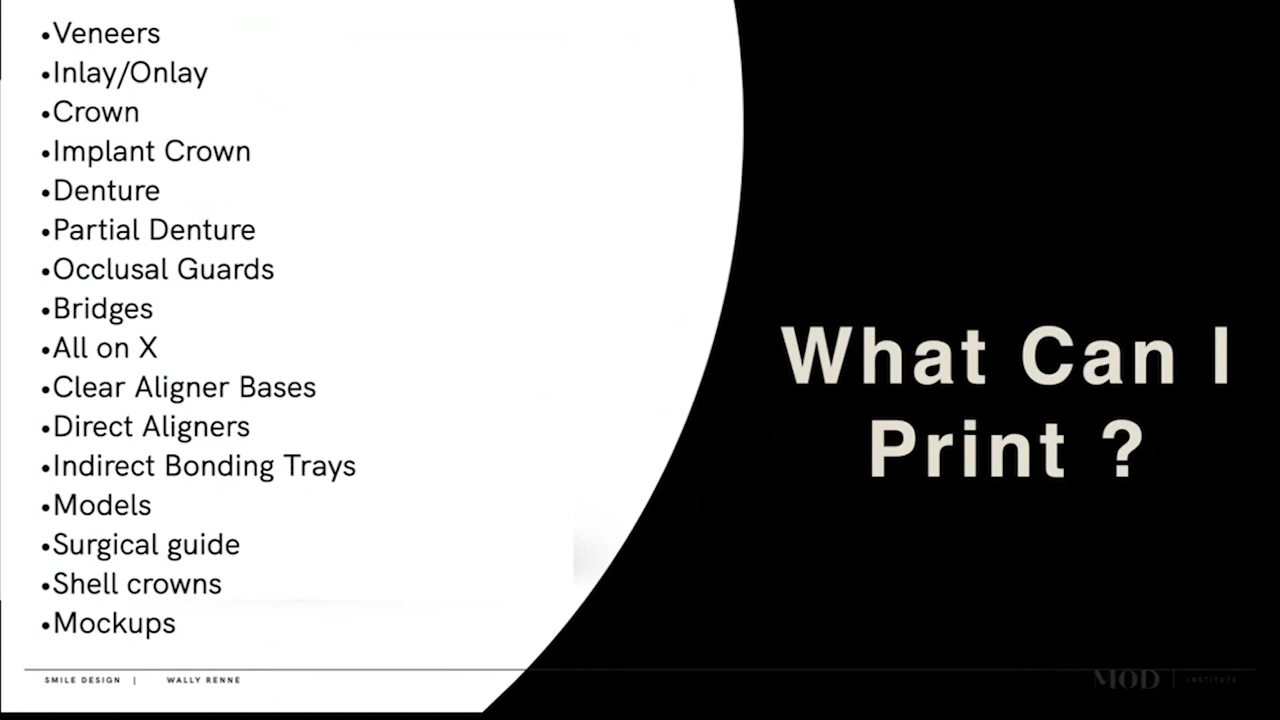 •Veneers
•Inlay/Onlay
•Crown
•Implant Crown
•Denture
•Partial Denture
•Occlusal Guards
•Bridges
•All on X
•Clear Aligner Bases
•Direct Aligners
•Indirect Bonding Trays
•Models
•Surgical guide
•Shell crowns
•Mockups
What Can I
Print ?
SMILE DESIGN | WALLY RENNE
MOD | INSTITUTE